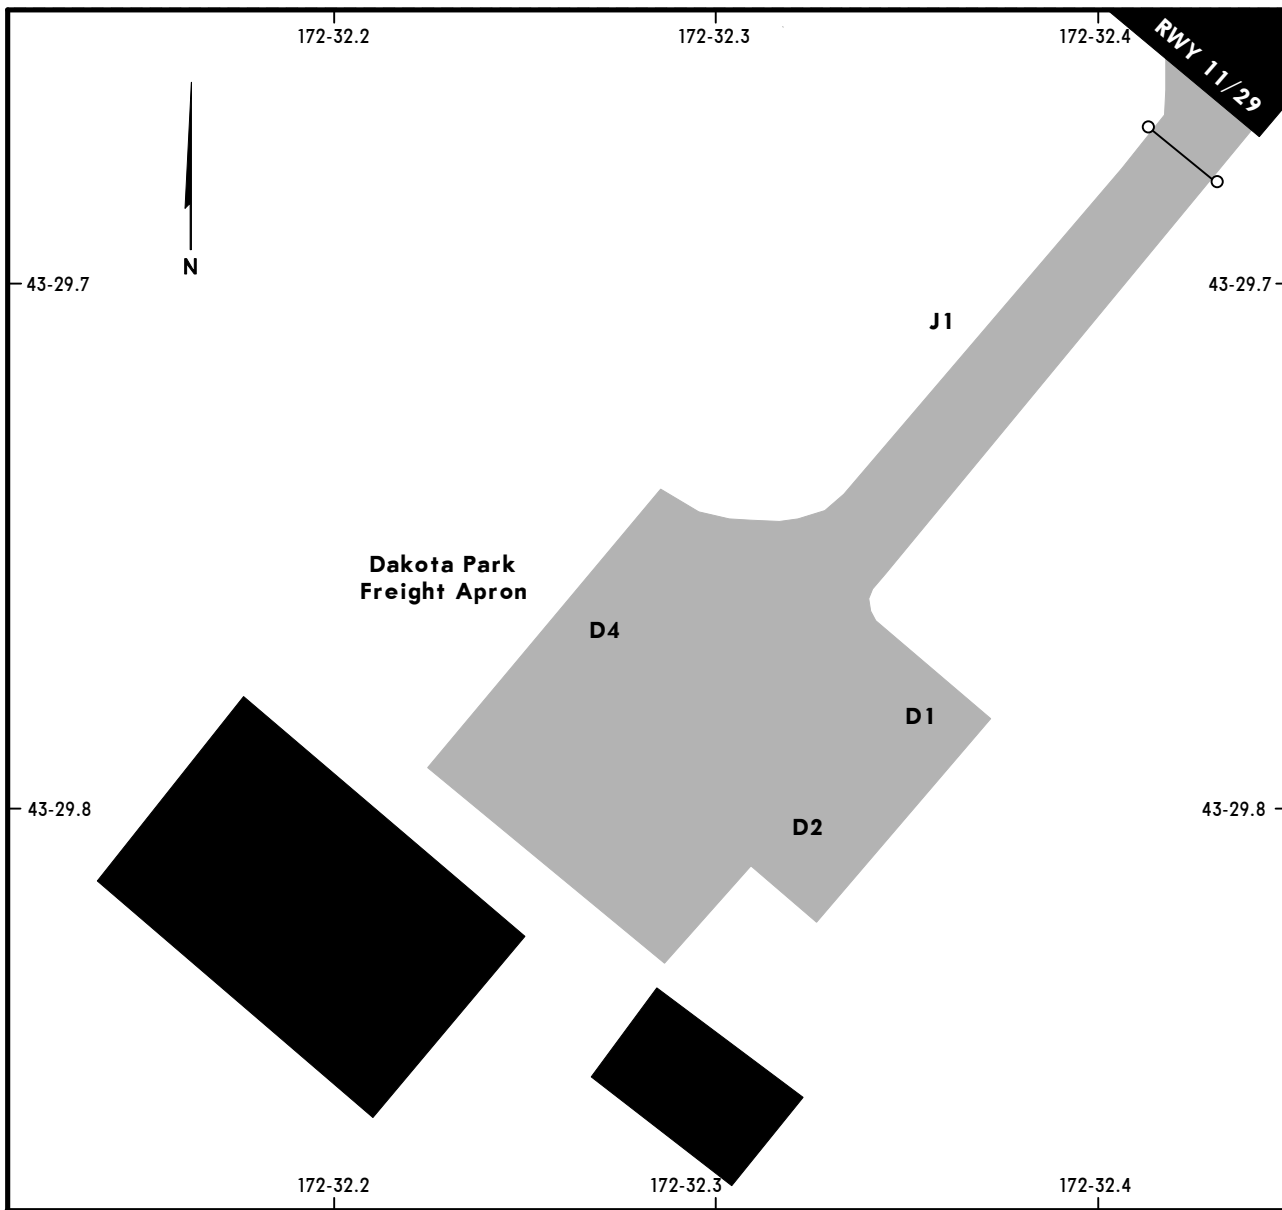 172-32.2
172-32.3
172-32.4
RWY 11/29
N
43-29.7
43-29.7
J1
Dakota Park
Freight Apron
D4
D1
43-29.8
43-29.8
D2
172-32.2
172-32.3
172-32.4